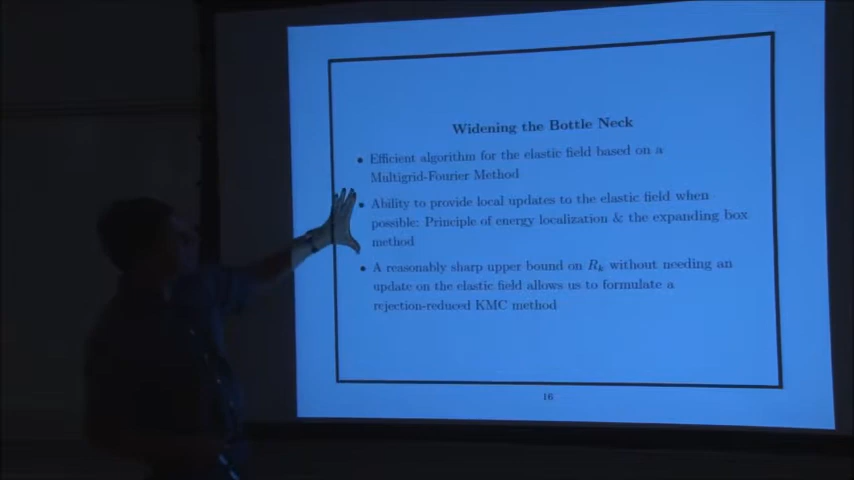 Widening the Bottle Neck
• Efficient algorithm for the elastic field based on a
Multigrid-Fourier Method
• Ability to provide local updates to the elastic field when
possible: Principle of energy localization & the expanding box
method
• A reasonably sharp upper bound on Rₖ without needing an
update on the elastic field allows us to formulate a
rejection-reduced KMC method
16